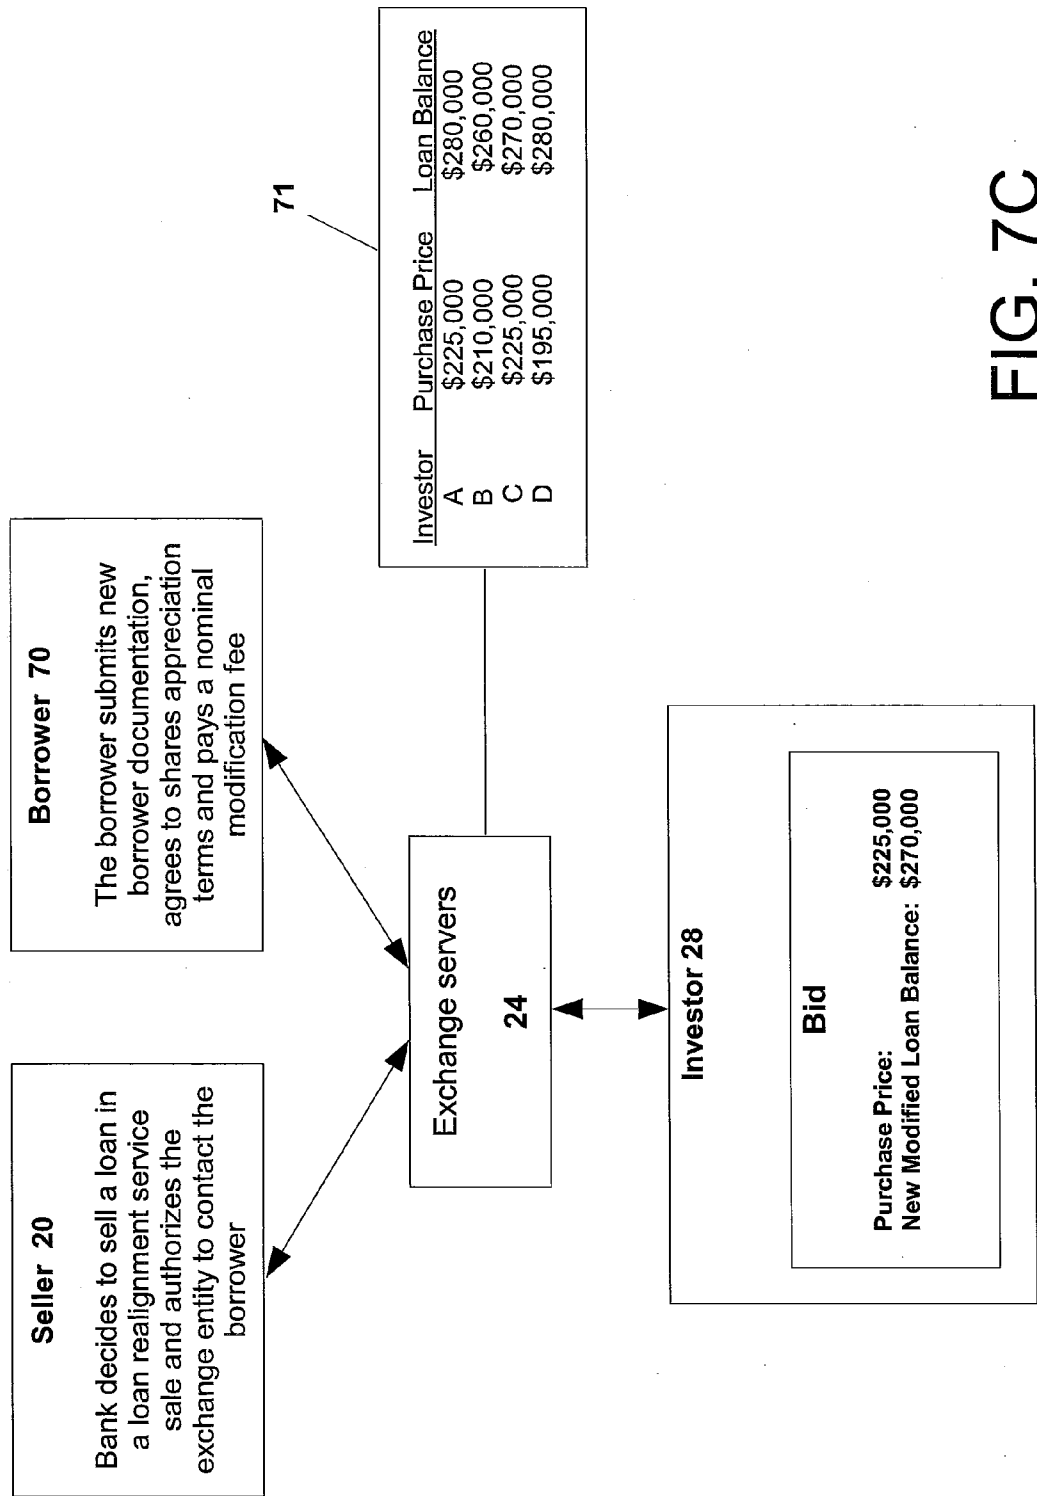 Seller 20
Bank decides to sell a loan in
a loan realignment service
sale and authorizes the
exchange entity to contact the
borrower
Borrower 70
The borrower submits new
borrower documentation,
agrees to shares appreciation
terms and pays a nominal
modification fee
Exchange servers
24
71
Investor Purchase Price Loan Balance
A $225,000 $280,000
B $210,000 $260,000
C $225,000 $270,000
D $195,000 $280,000
Investor 28
Bid
Purchase Price: $225,000
New Modified Loan Balance: $270,000
FIG. 7C